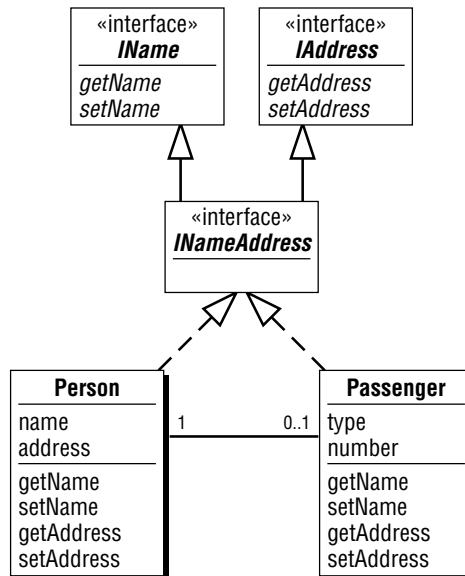 «interface»
IName
getName
setName
«interface»
IAddress
getAddress
setAddress
«interface»
INameAddress
Person
name
address
getName
setName
getAddress
setAddress
1
0..1
Passenger
type
number
getName
setName
getAddress
setAddress